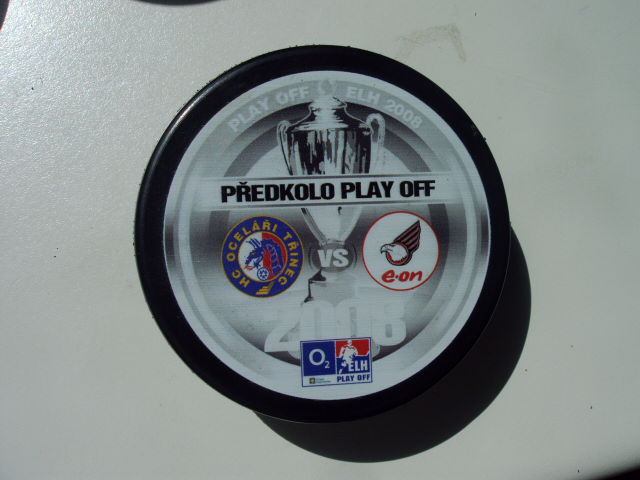 PLAY OFF ELH 2008
PŘEDKOLO PLAY OFF
HC OCELÁŘI TŘINEC
VS
e·on
2008
O2
ELH
PLAY OFF